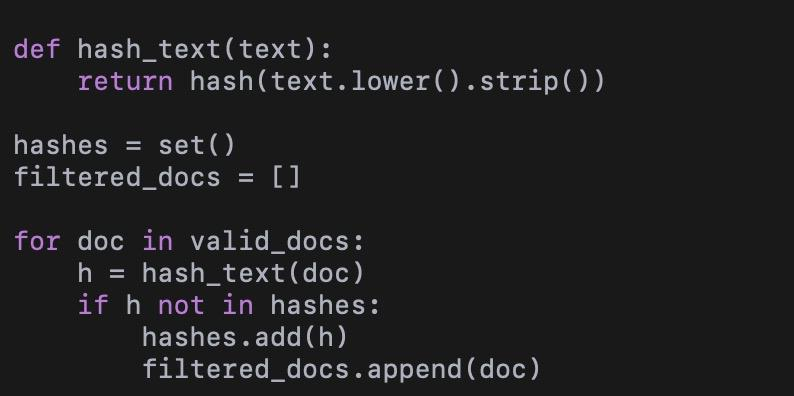 def hash_text(text):
    return hash(text.lower().strip())
hashes = set()
filtered_docs = []
for doc in valid_docs:
    h = hash_text(doc)
    if h not in hashes:
        hashes.add(h)
        filtered_docs.append(doc)